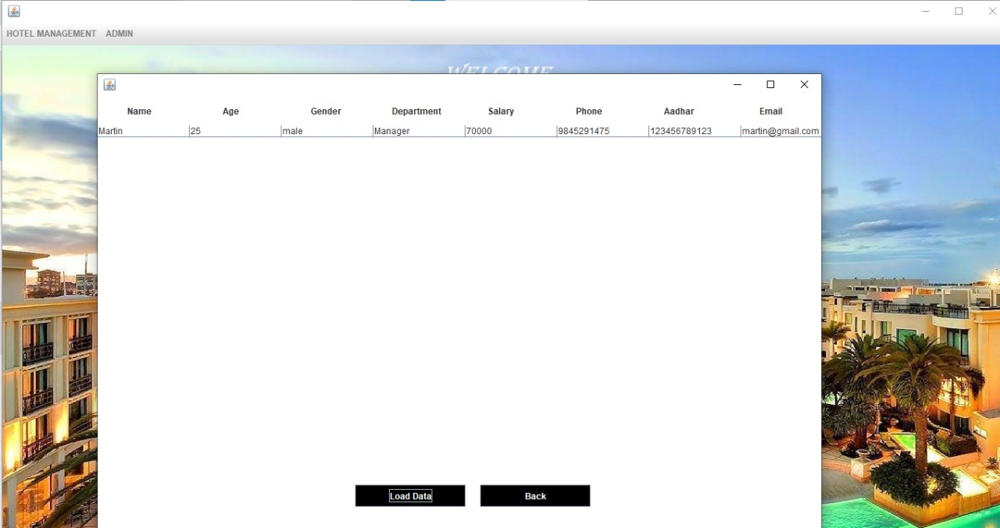 HOTEL MANAGEMENT ADMIN
WELCOME
Name Age Gender Department Salary Phone Aadhar Email
Martin 25 male Manager 70000 9845291475 123456789123 martin@gmail.com
Load Data Back